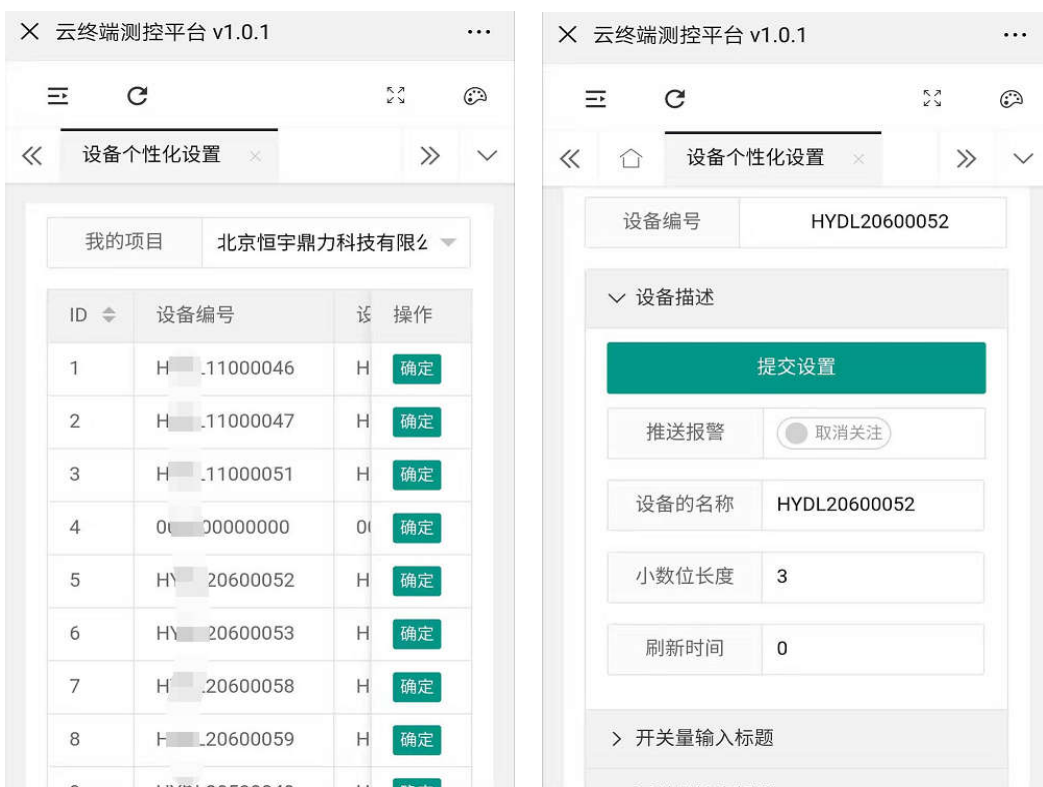 云终端测控平台 v1.0.1
设备个性化设置
我的项目 北京恒宇鼎力科技有限
ID 设备编号 设 操作
1 H 11000046 H 确定
2 H 11000047 H 确定
3 H 11000051 H 确定
4 0 00000000 0 确定
5 HY 20600052 H 确定
6 HY 20600053 H 确定
7 H 20600058 H 确定
8 H 20600059 H 确定
云终端测控平台 v1.0.1
设备个性化设置
设备编号 HYDL20600052
设备描述
提交设置
推送报警 取消关注
设备的名称 HYDL20600052
小数位长度 3
刷新时间 0
开关量输入标题